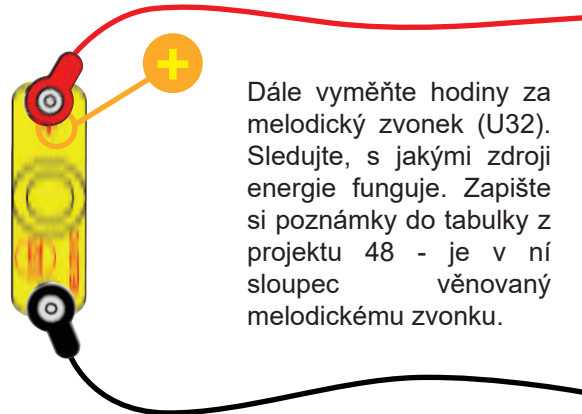 +
Dále vyměňte hodiny za
melodický zvonek (U32).
Sledujte, s jakými zdroji
energie funguje. Zapište
si poznámky do tabulky z
projektu 48 - je v ní
sloupec věnovaný
melodickému zvonku.